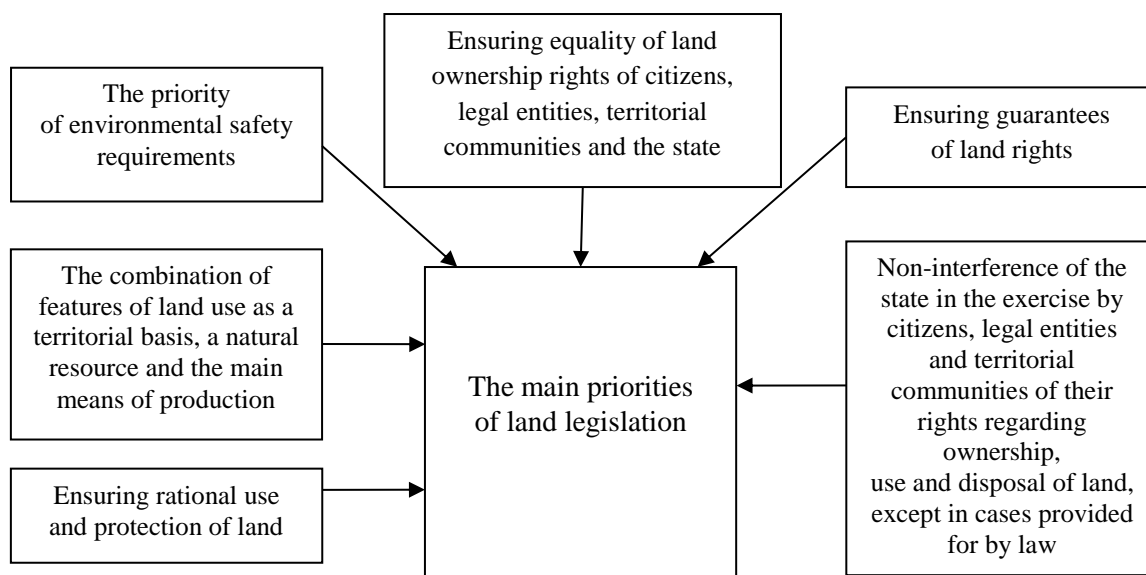 The priority
of environmental safety
requirements
Ensuring equality of land
ownership rights of citizens,
legal entities, territorial
communities and the state
Ensuring guarantees
of land rights
The combination of
features of land use as a
territorial basis, a natural
resource and the main
means of production
The main priorities
of land legislation
Non-interference of the
state in the exercise by
citizens, legal entities
and territorial
communities of their
rights regarding
ownership,
use and disposal of land,
except in cases provided
for by law
Ensuring rational use
and protection of land